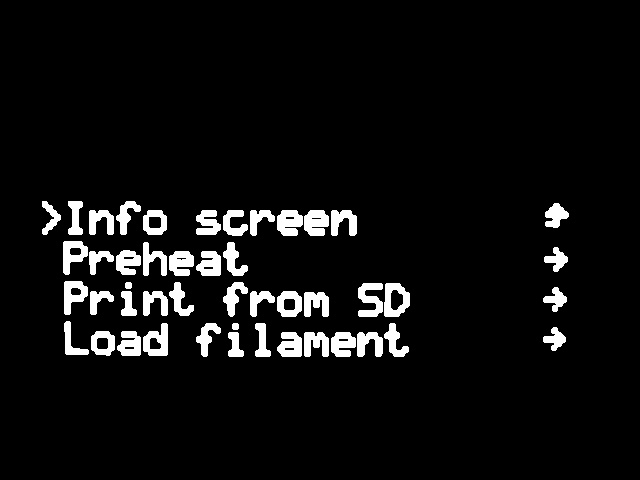 >Info screen ↑
Preheat →
Print from SD →
Load filament →